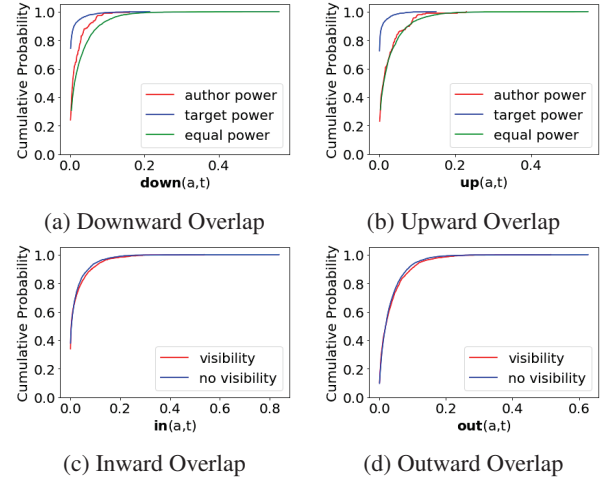 Cumulative Probability
1.0
0.8
0.6
0.4
0.2
0.0
author power
target power
equal power
0.0 0.2 0.4
down(a,t)
(a) Downward Overlap
Cumulative Probability
1.0
0.8
0.6
0.4
0.2
0.0
author power
target power
equal power
0.0 0.2 0.4
up(a,t)
(b) Upward Overlap
Cumulative Probability
1.0
0.8
0.6
0.4
0.2
0.0
visibility
no visibility
0.0 0.2 0.4 0.6 0.8
in(a,t)
(c) Inward Overlap
Cumulative Probability
1.0
0.8
0.6
0.4
0.2
0.0
visibility
no visibility
0.0 0.2 0.4 0.6
out(a,t)
(d) Outward Overlap